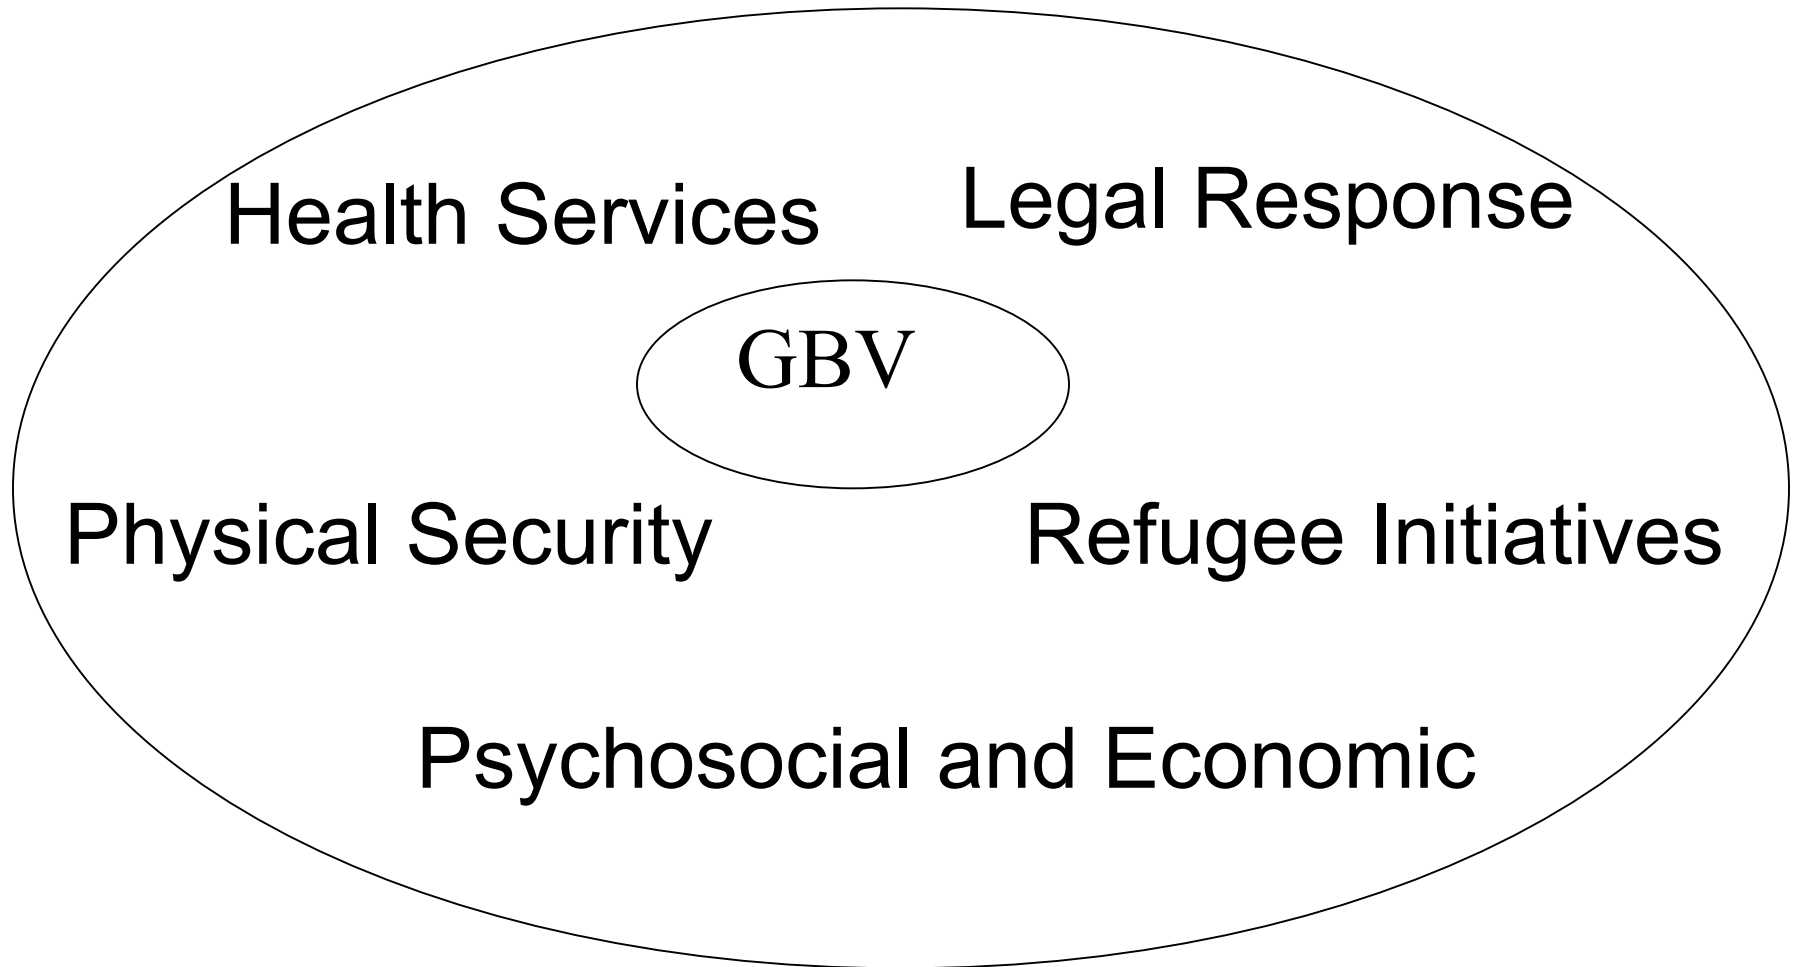 Health Services
Legal Response
GBV
Physical Security
Refugee Initiatives
Psychosocial and Economic